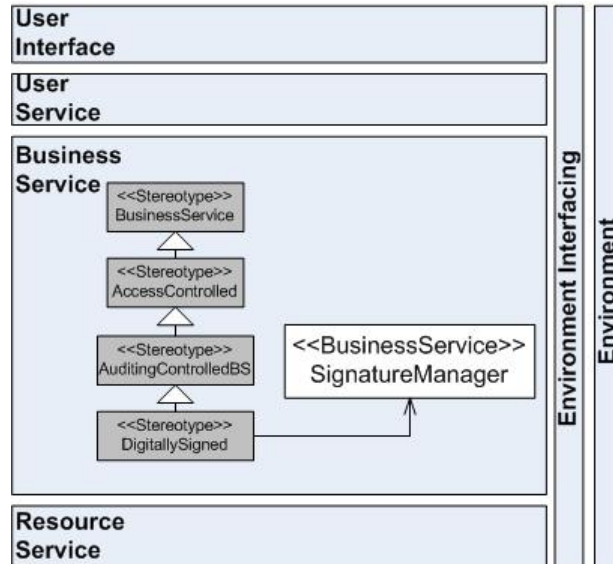 User
Interface
User
Service
Business
Service
<<Stereotype>>
BusinessService
<<Stereotype>>
AccessControlled
<<Stereotype>>
AuditingControlledBS
<<Stereotype>>
DigitallySigned
<<BusinessService>>
SignatureManager
Resource
Service
Environment Interfacing
Environment